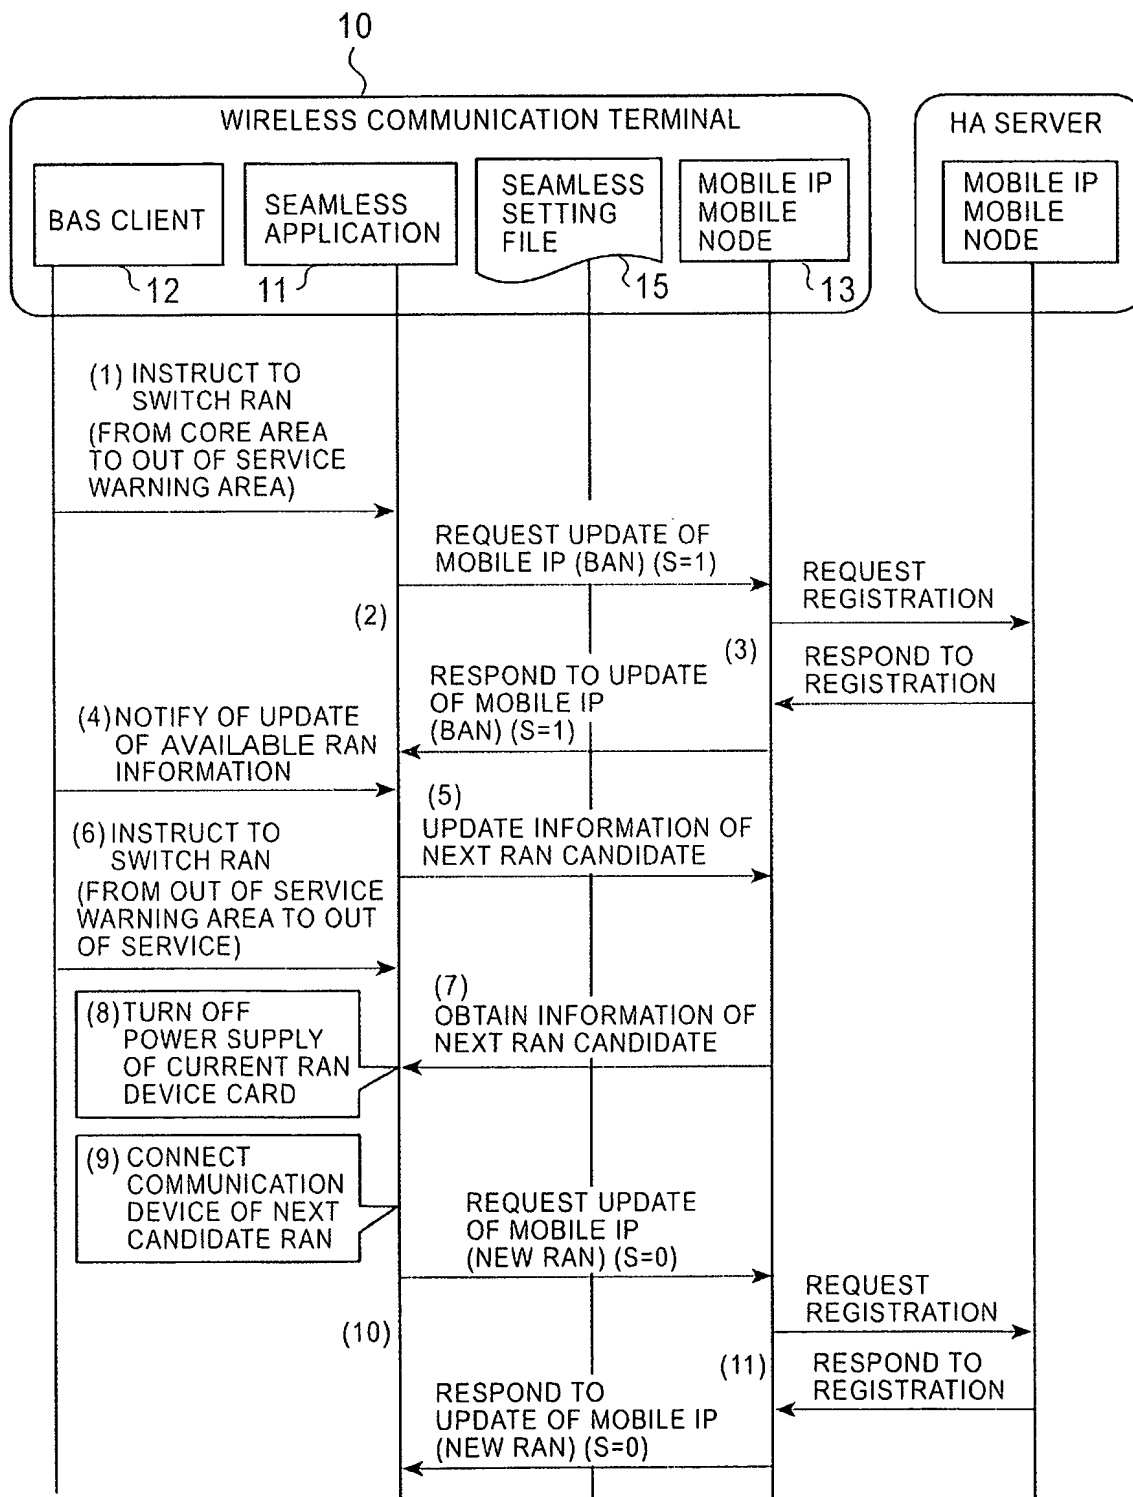 10
WIRELESS COMMUNICATION TERMINAL
HA SERVER
BAS CLIENT
SEAMLESS
APPLICATION
SEAMLESS
SETTING
FILE
MOBILE IP
MOBILE
NODE
MOBILE IP
MOBILE
NODE
12
11
15
13
(1) INSTRUCT TO
SWITCH RAN
(FROM CORE AREA
TO OUT OF SERVICE
WARNING AREA)
REQUEST UPDATE OF
MOBILE IP (BAN) (S=1)
REQUEST
REGISTRATION
(2)
(3)
RESPOND TO
REGISTRATION
RESPOND TO UPDATE
OF MOBILE IP
(BAN) (S=1)
(4) NOTIFY OF UPDATE
OF AVAILABLE RAN
INFORMATION
(5)
UPDATE INFORMATION OF
NEXT RAN CANDIDATE
(6) INSTRUCT TO
SWITCH RAN
(FROM OUT OF SERVICE
WARNING AREA TO OUT
OF SERVICE)
(7)
OBTAIN INFORMATION OF
NEXT RAN CANDIDATE
(8) TURN OFF
POWER SUPPLY
OF CURRENT RAN
DEVICE CARD
(9) CONNECT
COMMUNICATION
DEVICE OF NEXT
CANDIDATE RAN
REQUEST UPDATE
OF MOBILE IP
(NEW RAN) (S=0)
REQUEST
REGISTRATION
(10)
(11)
RESPOND TO
REGISTRATION
RESPOND TO
UPDATE OF MOBILE IP
(NEW RAN) (S=0)